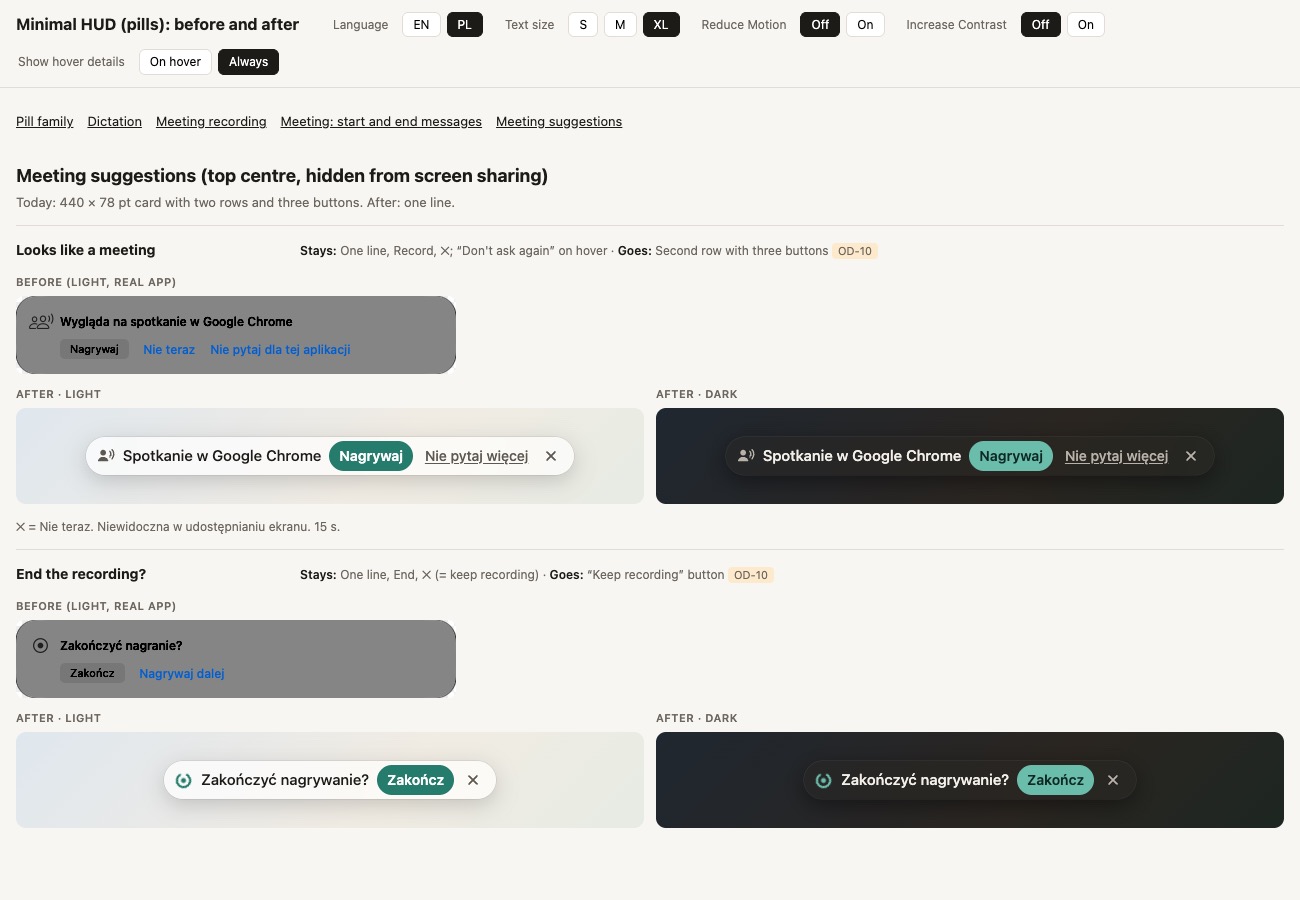 Minimal HUD (pills): before and after Language EN PL Text size S M XL Reduce Motion Off On Increase Contrast Off On
Show hover details On hover Always
Pill family Dictation Meeting recording Meeting: start and end messages Meeting suggestions
Meeting suggestions (top centre, hidden from screen sharing)
Today: 440 × 78 pt card with two rows and three buttons. After: one line.
Looks like a meeting Stays: One line, Record, ✕; “Don't ask again” on hover · Goes: Second row with three buttons OD-10
BEFORE (LIGHT, REAL APP)
Wygląda na spotkanie w Google Chrome
Nagrywaj Nie teraz Nie pytaj dla tej aplikacji
AFTER · LIGHT AFTER · DARK
Spotkanie w Google Chrome Nagrywaj Nie pytaj więcej ✕ Spotkanie w Google Chrome Nagrywaj Nie pytaj więcej ✕
✕ = Nie teraz. Niewidoczna w udostępnianiu ekranu. 15 s.
End the recording? Stays: One line, End, ✕ (= keep recording) · Goes: “Keep recording” button OD-10
BEFORE (LIGHT, REAL APP)
Zakończyć nagranie?
Zakończ Nagrywaj dalej
AFTER · LIGHT AFTER · DARK
Zakończyć nagrywanie? Zakończ ✕ Zakończyć nagrywanie? Zakończ ✕